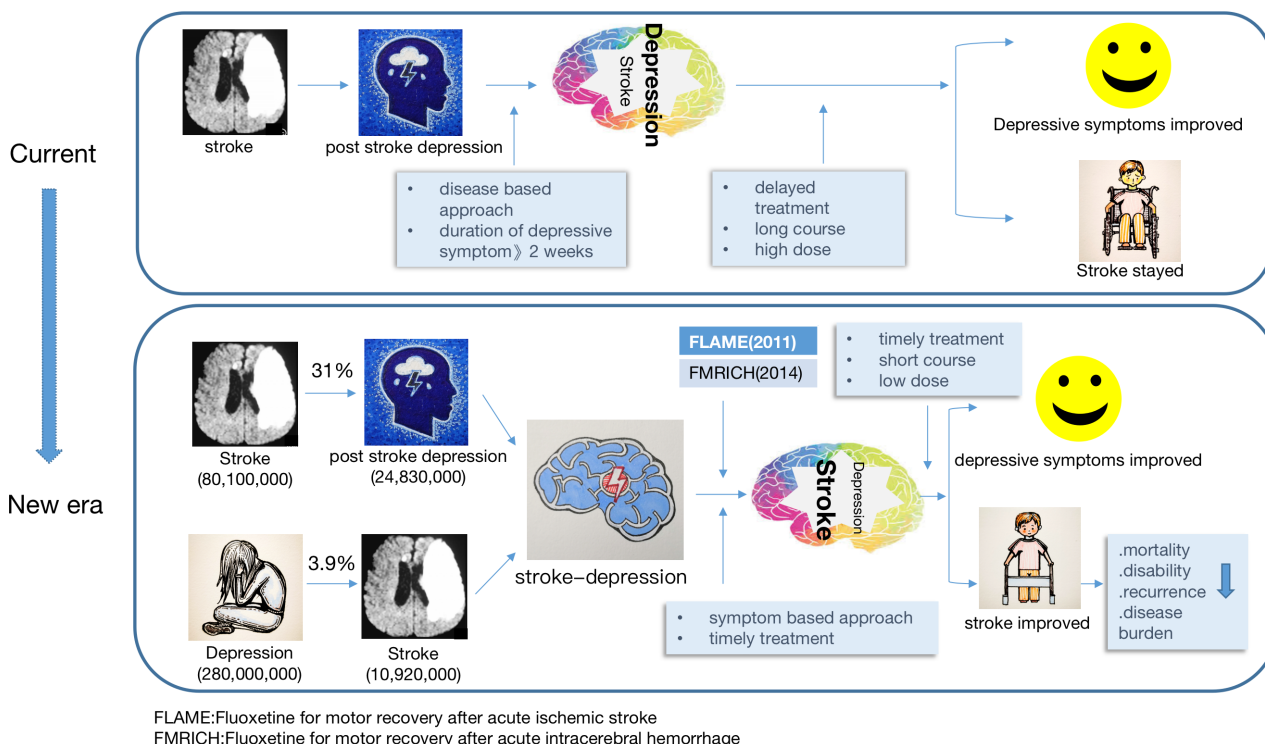 Current
stroke
post stroke depression
Depression
Stroke
• disease based
approach
• duration of depressive
symptom》2 weeks
• delayed
treatment
• long course
• high dose
Depressive symptoms improved
Stroke stayed
New era
31%
Stroke
(80,100,000)
post stroke depression
(24,830,000)
3.9%
Depression
(280,000,000)
Stroke
(10,920,000)
stroke–depression
FLAME(2011)
FMRICH(2014)
• symptom based approach
• timely treatment
Stroke
Depression
• timely treatment
• short course
• low dose
depressive symptoms improved
stroke improved
.mortality
.disability
.recurrence
.disease
burden
FLAME:Fluoxetine for motor recovery after acute ischemic stroke
FMRICH:Fluoxetine for motor recovery after acute intracerebral hemorrhage